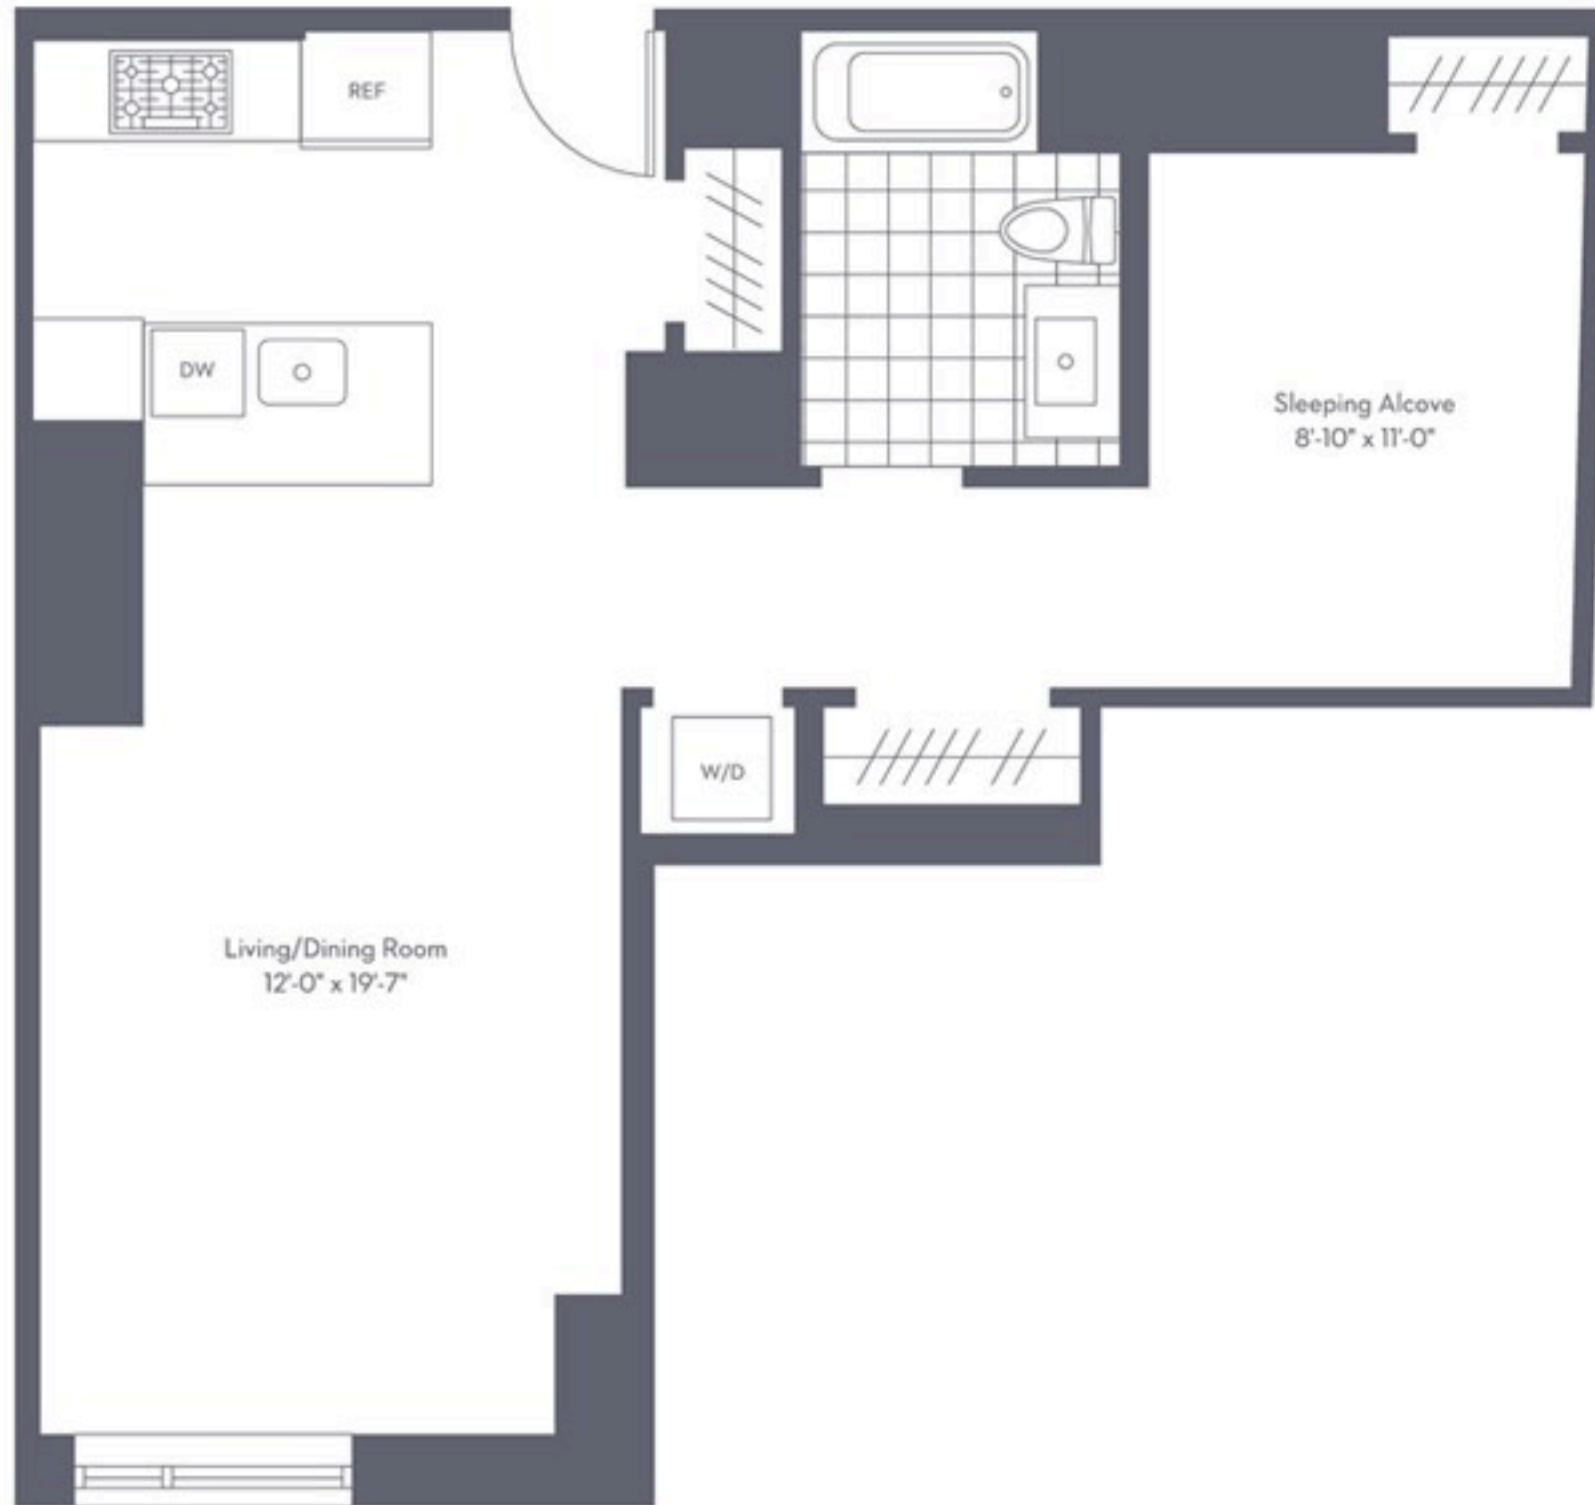 REF
DW
Sleeping Alcove
8'-10" x 11'-0"
W/D
Living/Dining Room
12'-0" x 19'-7"